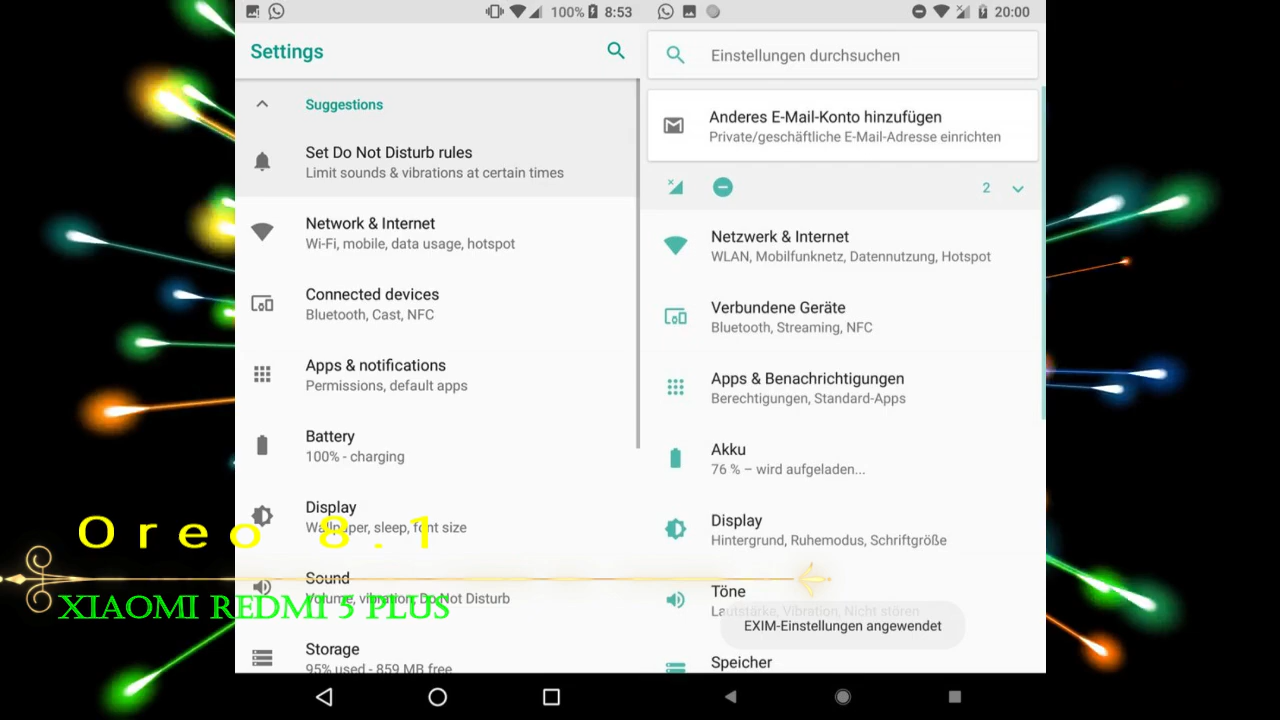 100% 8:53
Settings
Suggestions
Set Do Not Disturb rules
Limit sounds & vibrations at certain times
Network & Internet
Wi-Fi, mobile, data usage, hotspot
Connected devices
Bluetooth, Cast, NFC
Apps & notifications
Permissions, default apps
Battery
100% - charging
Display
Wallpaper, sleep, font size
Sound
Volume, vibration, Do Not Disturb
Storage
95% used - 859 MB free
20:00
Einstellungen durchsuchen
Anderes E-Mail-Konto hinzufügen
Private/geschäftliche E-Mail-Adresse einrichten
2
Netzwerk & Internet
WLAN, Mobilfunknetz, Datennutzung, Hotspot
Verbundene Geräte
Bluetooth, Streaming, NFC
Apps & Benachrichtigungen
Berechtigungen, Standard-Apps
Akku
76 % – wird aufgeladen...
Display
Hintergrund, Ruhemodus, Schriftgröße
Töne
Lautstärke, Vibration, Nicht stören
EXIM-Einstellungen angewendet
Speicher
Oreo 8.1
XIAOMI REDMI 5 PLUS